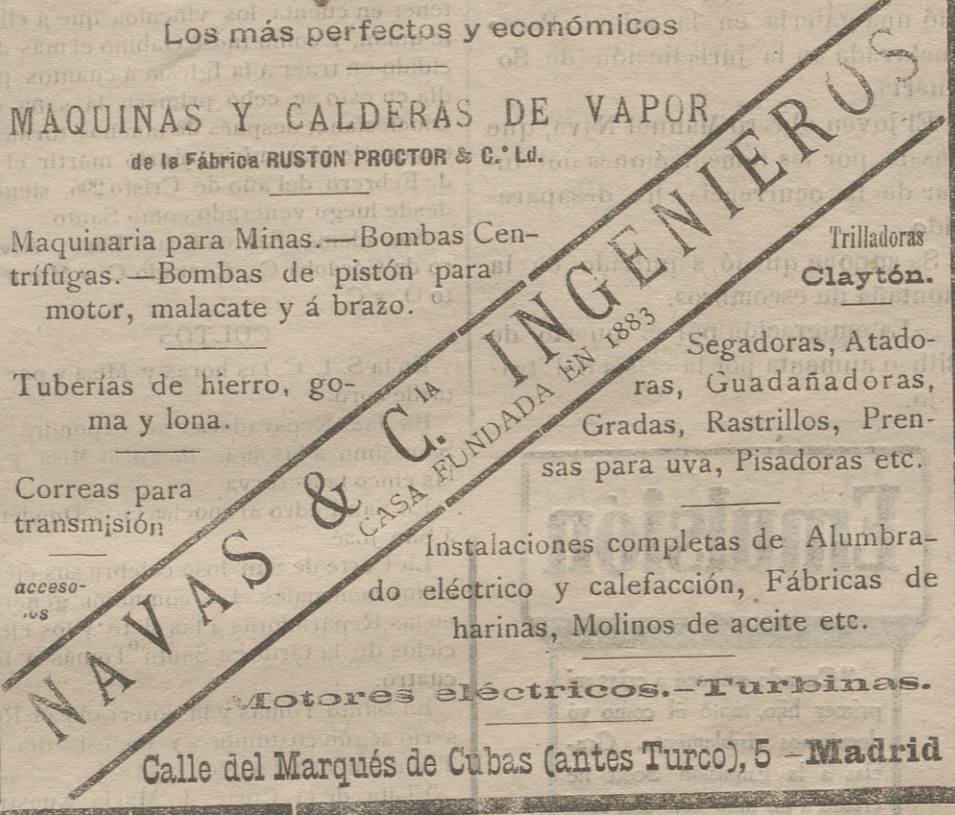 Los más perfectos y económicos
MAQUINAS Y CALDERAS DE VAPOR
de la Fábrica RUSTON PROCTOR & C.ª Ld.
Maquinaria para Minas.—Bombas Cen-
trífugas.—Bombas de pistón para
motor, malacate y á brazo.
Tuberías de hierro, go-
ma y lona.
Correas para
transmisión
acceso-
ios
NAVAS & C.ÍA INGENIEROS
CASA FUNDADA EN 1883
Trilladoras
Claytón.
Segadoras, Atado-
ras, Guadañadoras,
Gradas, Rastrillos, Pren-
sas para uva, Pisadoras etc.
Instalaciones completas de Alumbra-
do eléctrico y calefacción, Fábricas de
harinas, Molinos de aceite etc.
Motores eléctricos.—Turbinas.
Calle del Marqués de Cubas (antes Turco), 5 —Madrid